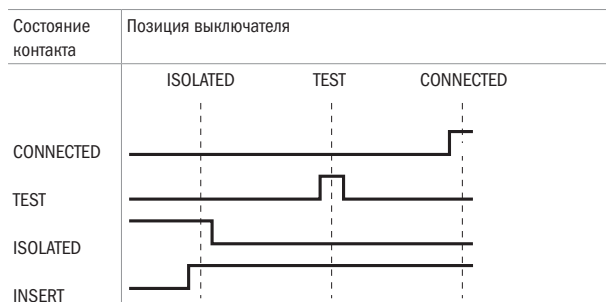 Состояние контакта
Позиция выключателя
ISOLATED TEST CONNECTED
CONNECTED
TEST
ISOLATED
INSERT